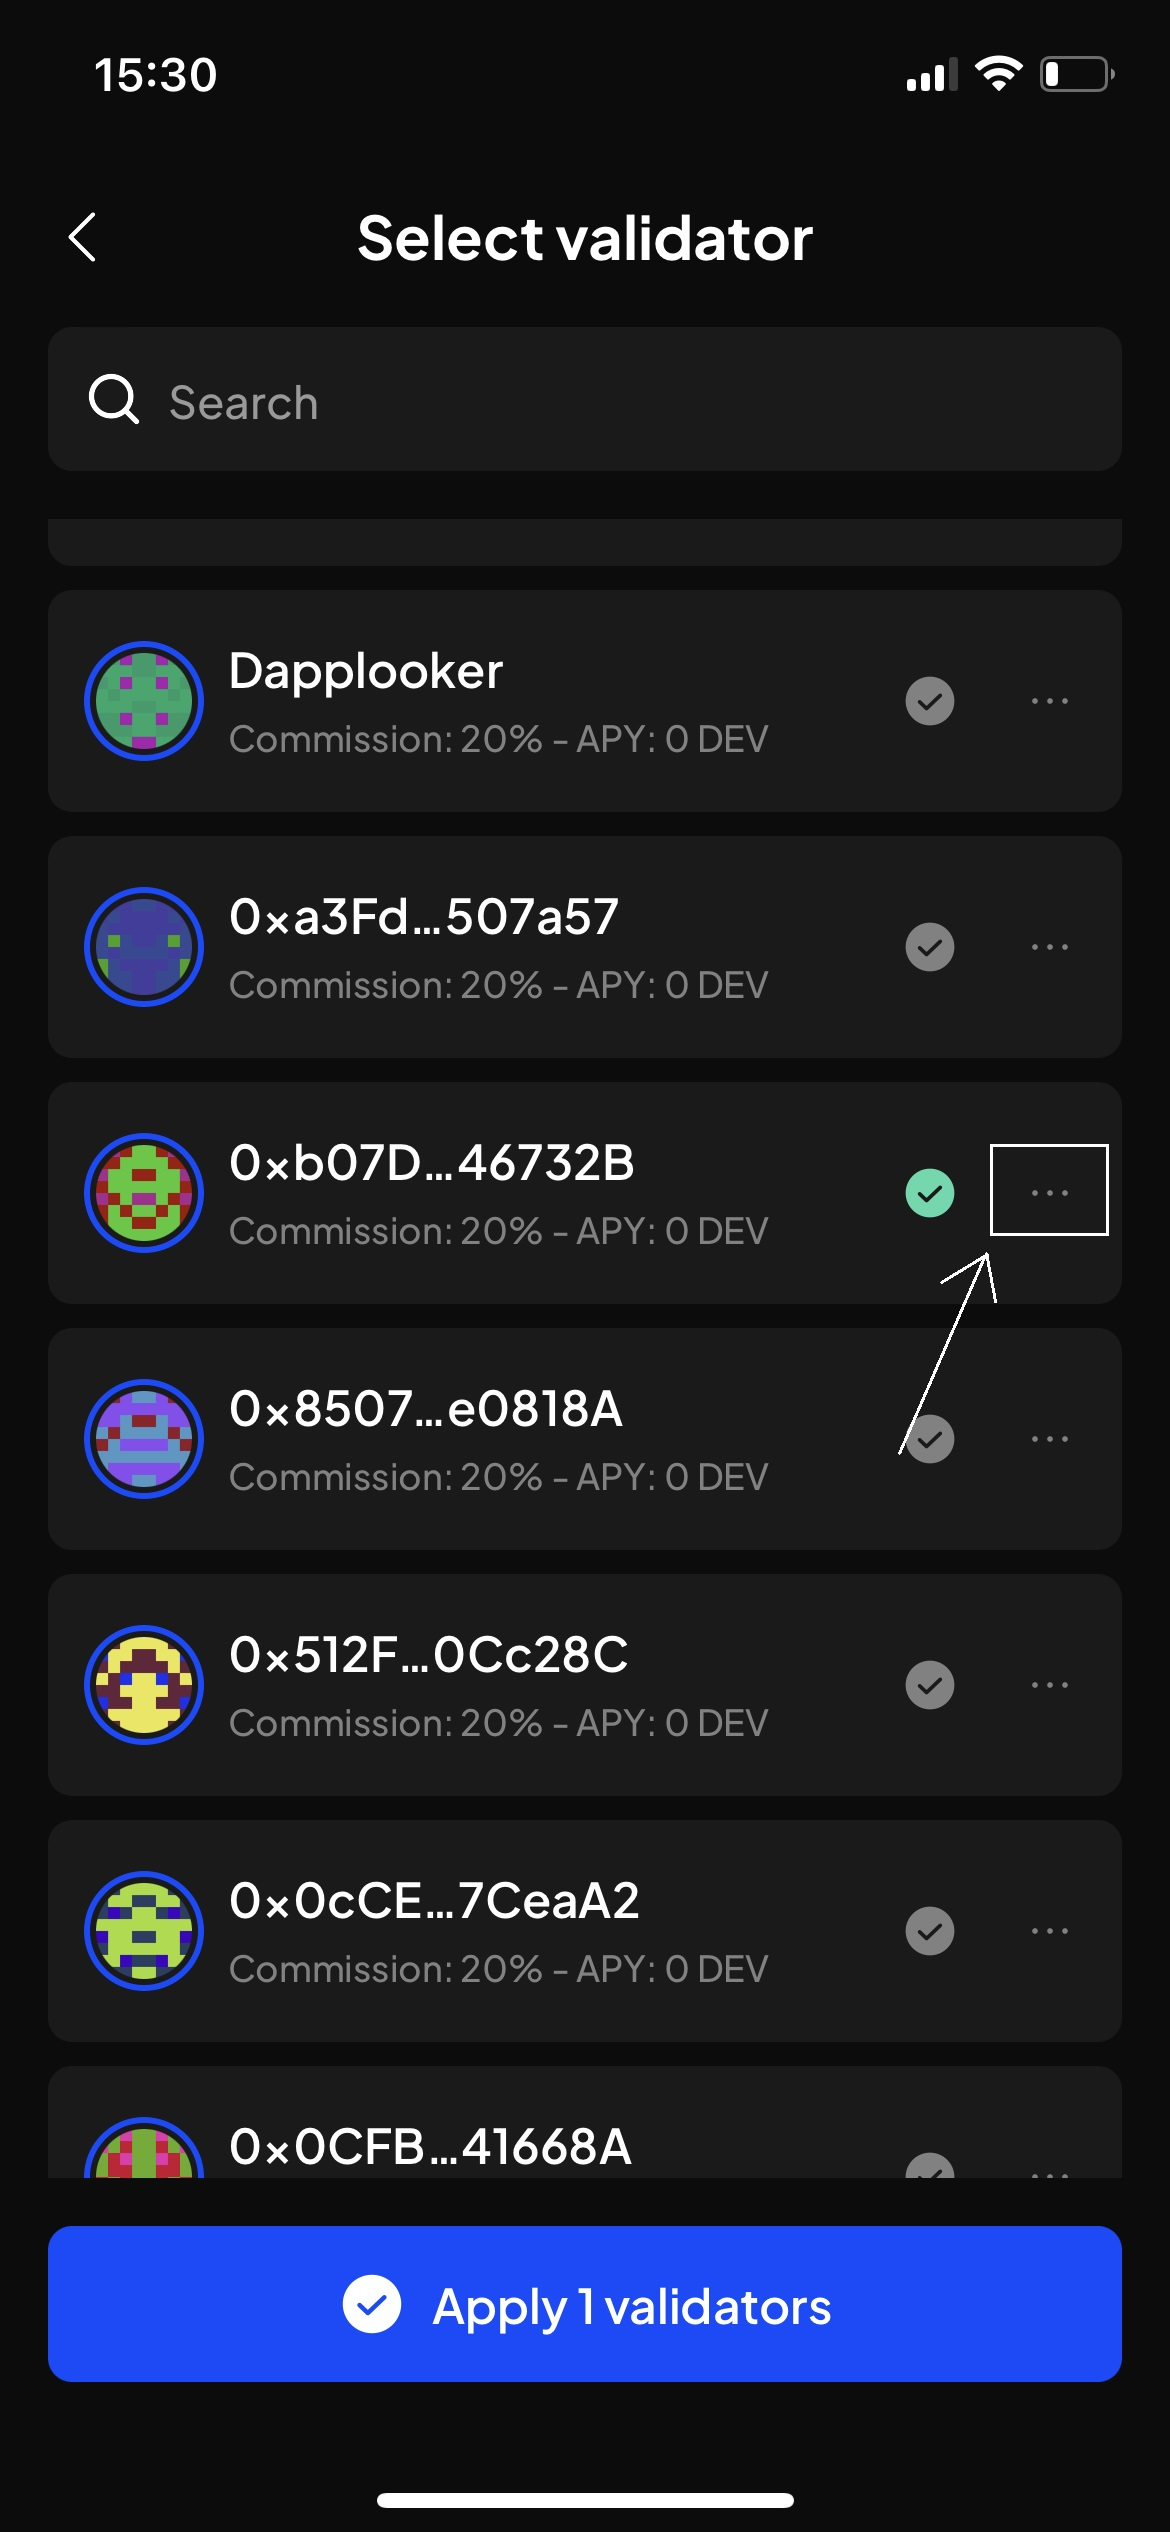 15:30
Select validator
Search
Dapplooker
Commission: 20% - APY: 0 DEV
0xa3Fd...507a57
Commission: 20% - APY: 0 DEV
0xb07D...46732B
Commission: 20% - APY: 0 DEV
0x8507...e0818A
Commission: 20% - APY: 0 DEV
0x512F...0Cc28C
Commission: 20% - APY: 0 DEV
0x0cCE...7CeaA2
Commission: 20% - APY: 0 DEV
0x0CFB...41668A
Apply 1 validators